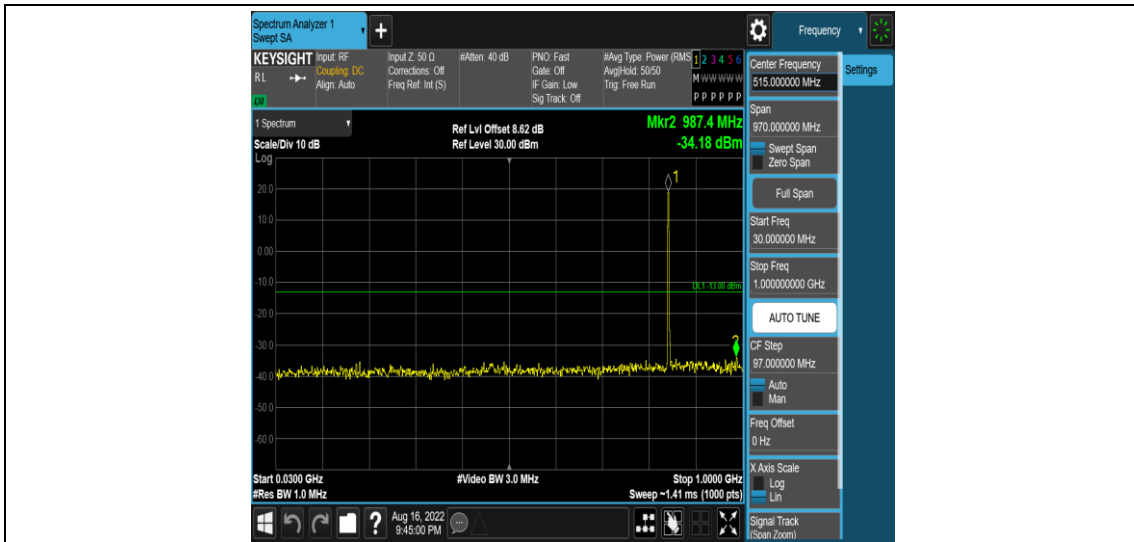 Spectrum Analyzer 1
Swept SA
+
Frequency
KEYSIGHT
RL
LXI
Input: RF
Coupling: DC
Align: Auto
Input Z: 50 Ω
Corrections: Off
Freq Ref: Int (S)
#Atten: 40 dB
PNO: Fast
Gate: Off
IF Gain: Low
Sig Track: Off
#Avg Type: Power (RMS
Avg|Hold: 50/50
Trig: Free Run
1 2 3 4 5 6
M W W W W W
P P P P P P
1 Spectrum
Scale/Div 10 dB
Log
Ref Lvl Offset 8.62 dB
Ref Level 30.00 dBm
Mkr2 987.4 MHz
-34.18 dBm
1
20.0
10.0
0.00
-10.0
DL1 -13.00 dBm
-20.0
-30.0
2
-40.0
-50.0
-60.0
Start 0.0300 GHz
#Res BW 1.0 MHz
#Video BW 3.0 MHz
Stop 1.0000 GHz
Sweep ~1.41 ms (1000 pts)
?
Aug 16, 2022
9:45:00 PM
Center Frequency
515.000000 MHz
Settings
Span
970.000000 MHz
Swept Span
Zero Span
Full Span
Start Freq
30.000000 MHz
Stop Freq
1.000000000 GHz
AUTO TUNE
CF Step
97.000000 MHz
Auto
Man
Freq Offset
0 Hz
X Axis Scale
Log
Lin
Signal Track
(Span Zoom)